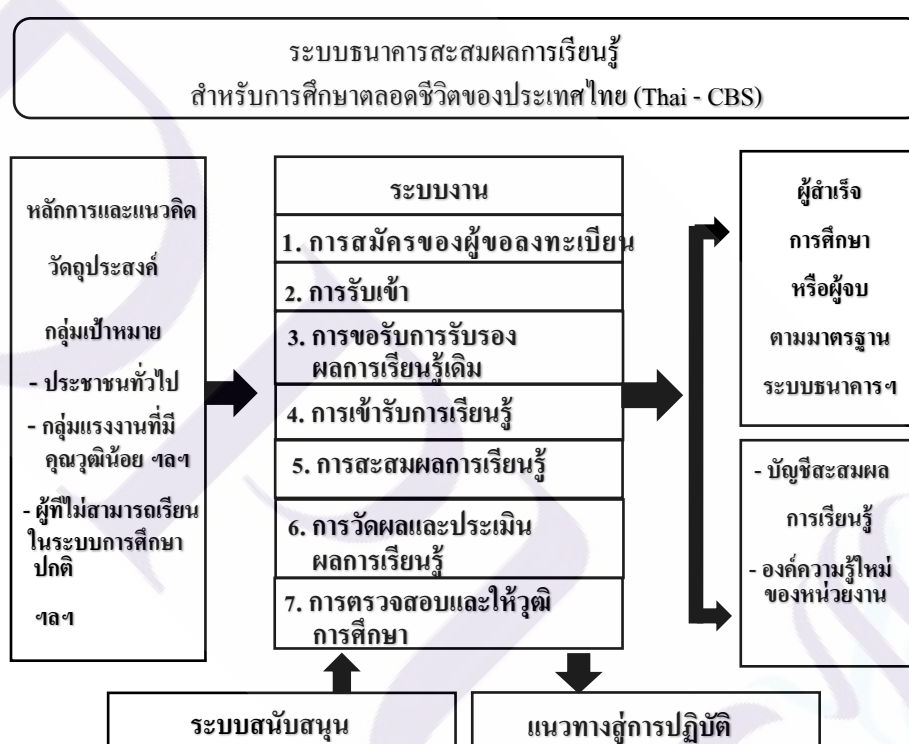 ระบบธนาคารสะสมผลการเรียนรู้
สำหรับการศึกษาตลอดชีวิตของประเทศไทย (Thai - CBS)
หลักการและแนวคิด
วัตถุประสงค์
กลุ่มเป้าหมาย
- ประชาชนทั่วไป
- กลุ่มแรงงานที่มี
คุณวุฒิน้อย ฯลฯ
- ผู้ที่ไม่สามารถเรียน
ในระบบการศึกษา
ปกติ
ฯลฯ
ระบบงาน
1. การสมัครของผู้ขอลงทะเบียน
2. การรับเข้า
3. การขอรับการรับรอง
ผลการเรียนรู้เดิม
4. การเข้ารับการเรียนรู้
5. การสะสมผลการเรียนรู้
6. การวัดผลและประเมิน
ผลการเรียนรู้
7. การตรวจสอบและให้วุฒิ
การศึกษา
ผู้สำเร็จ
การศึกษา
หรือผู้จบ
ตามมาตรฐาน
ระบบธนาคารฯ
- บัญชีสะสมผล
การเรียนรู้
- องค์ความรู้ใหม่
ของหน่วยงาน
ระบบสนับสนุน
แนวทางสู่การปฏิบัติ